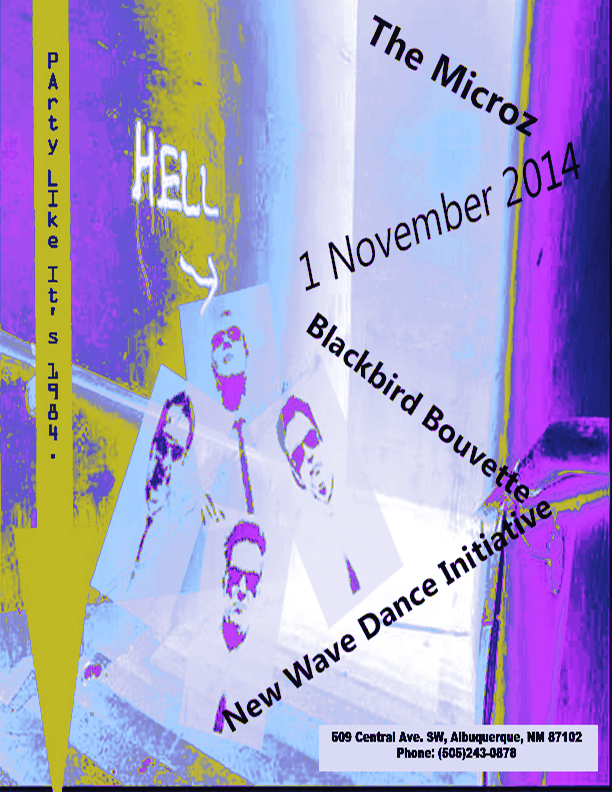 Party Like It's 1984.
The Microz
HELL
1 November 2014
Blackbird Bouvette
New Wave Dance Initiative
509 Central Ave. SW, Albuquerque, NM 87102
Phone: (505)243-0878